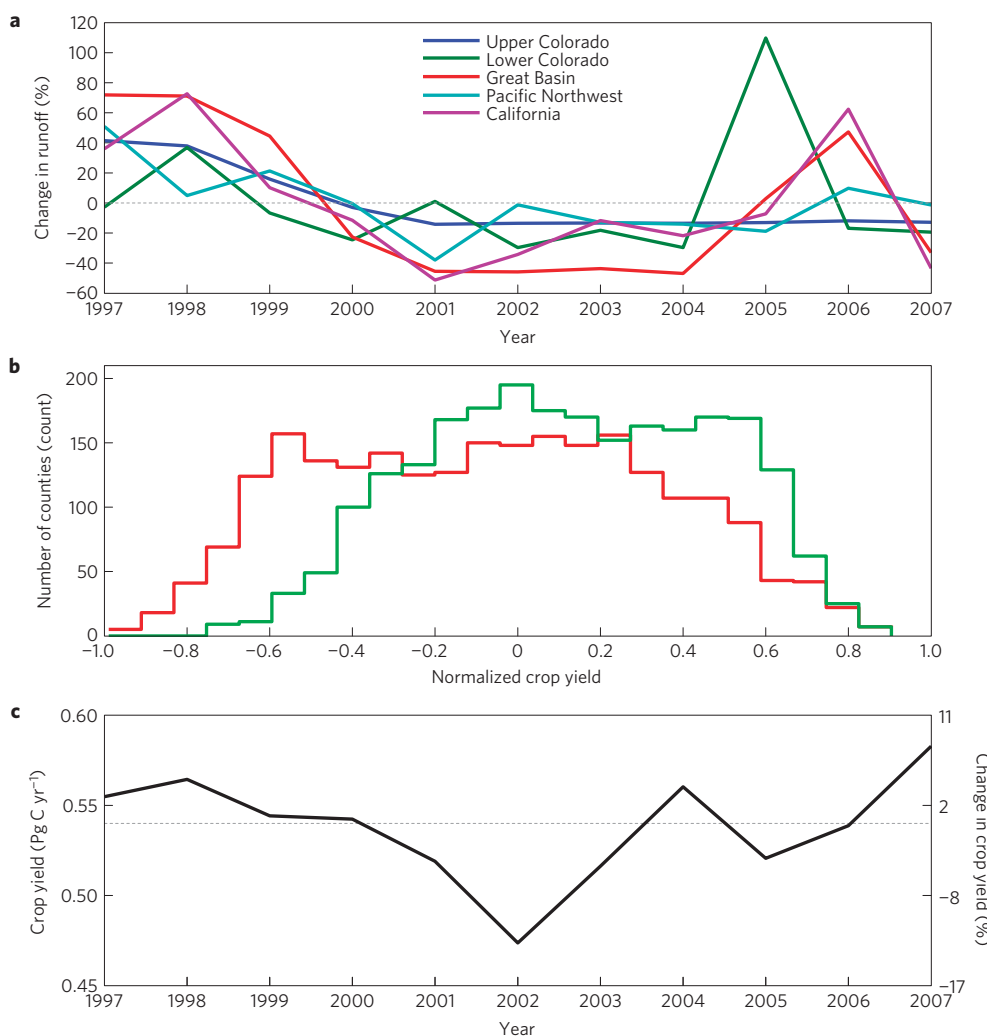 a
120
100
80
60
40
20
0
−20
−40
−60
Change in runoff (%)
Upper Colorado
Lower Colorado
Great Basin
Pacific Northwest
California
1997 1998 1999 2000 2001 2002 2003 2004 2005 2006 2007
Year
b
200
150
100
50
0
Number of counties (count)
−1.0 −0.8 −0.6 −0.4 −0.2 0 0.2 0.4 0.6 0.8 1.0
Normalized crop yield
c
0.60
0.55
0.50
0.45
Crop yield (Pg C yr⁻¹)
11
2
−8
−17
Change in crop yield
(%)
1997 1998 1999 2000 2001 2002 2003 2004 2005 2006 2007
Year